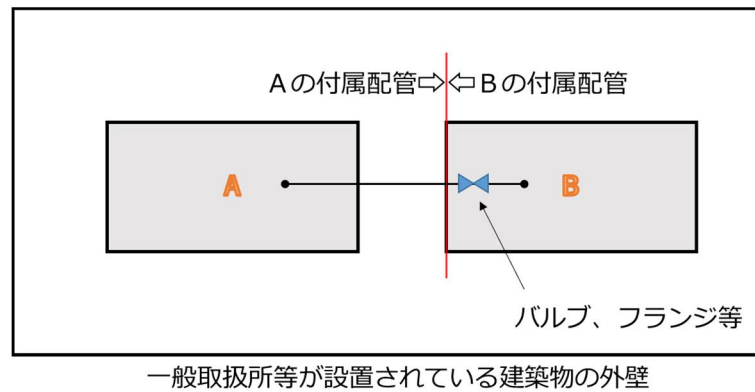 Aの付属配管⇨⇦Bの付属配管
A
B
バルブ、フランジ等
一般取扱所等が設置されている建築物の外壁